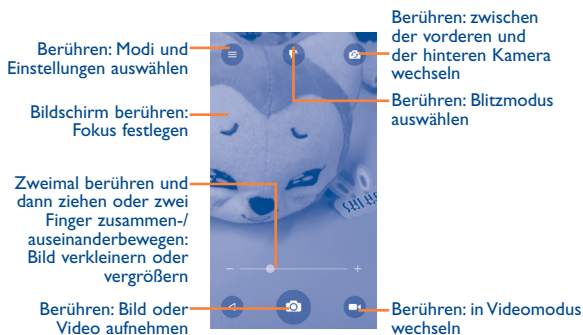 Berühren: Modi und
Einstellungen auswählen
Bildschirm berühren:
Fokus festlegen
Zweimal berühren und
dann ziehen oder zwei
Finger zusammen-/
auseinanderbewegen:
Bild verkleinern oder
vergrößern
Berühren: Bild oder
Video aufnehmen
Berühren: zwischen
der vorderen und
der hinteren Kamera
wechseln
Berühren: Blitzmodus
auswählen
Berühren: in Videomodus
wechseln